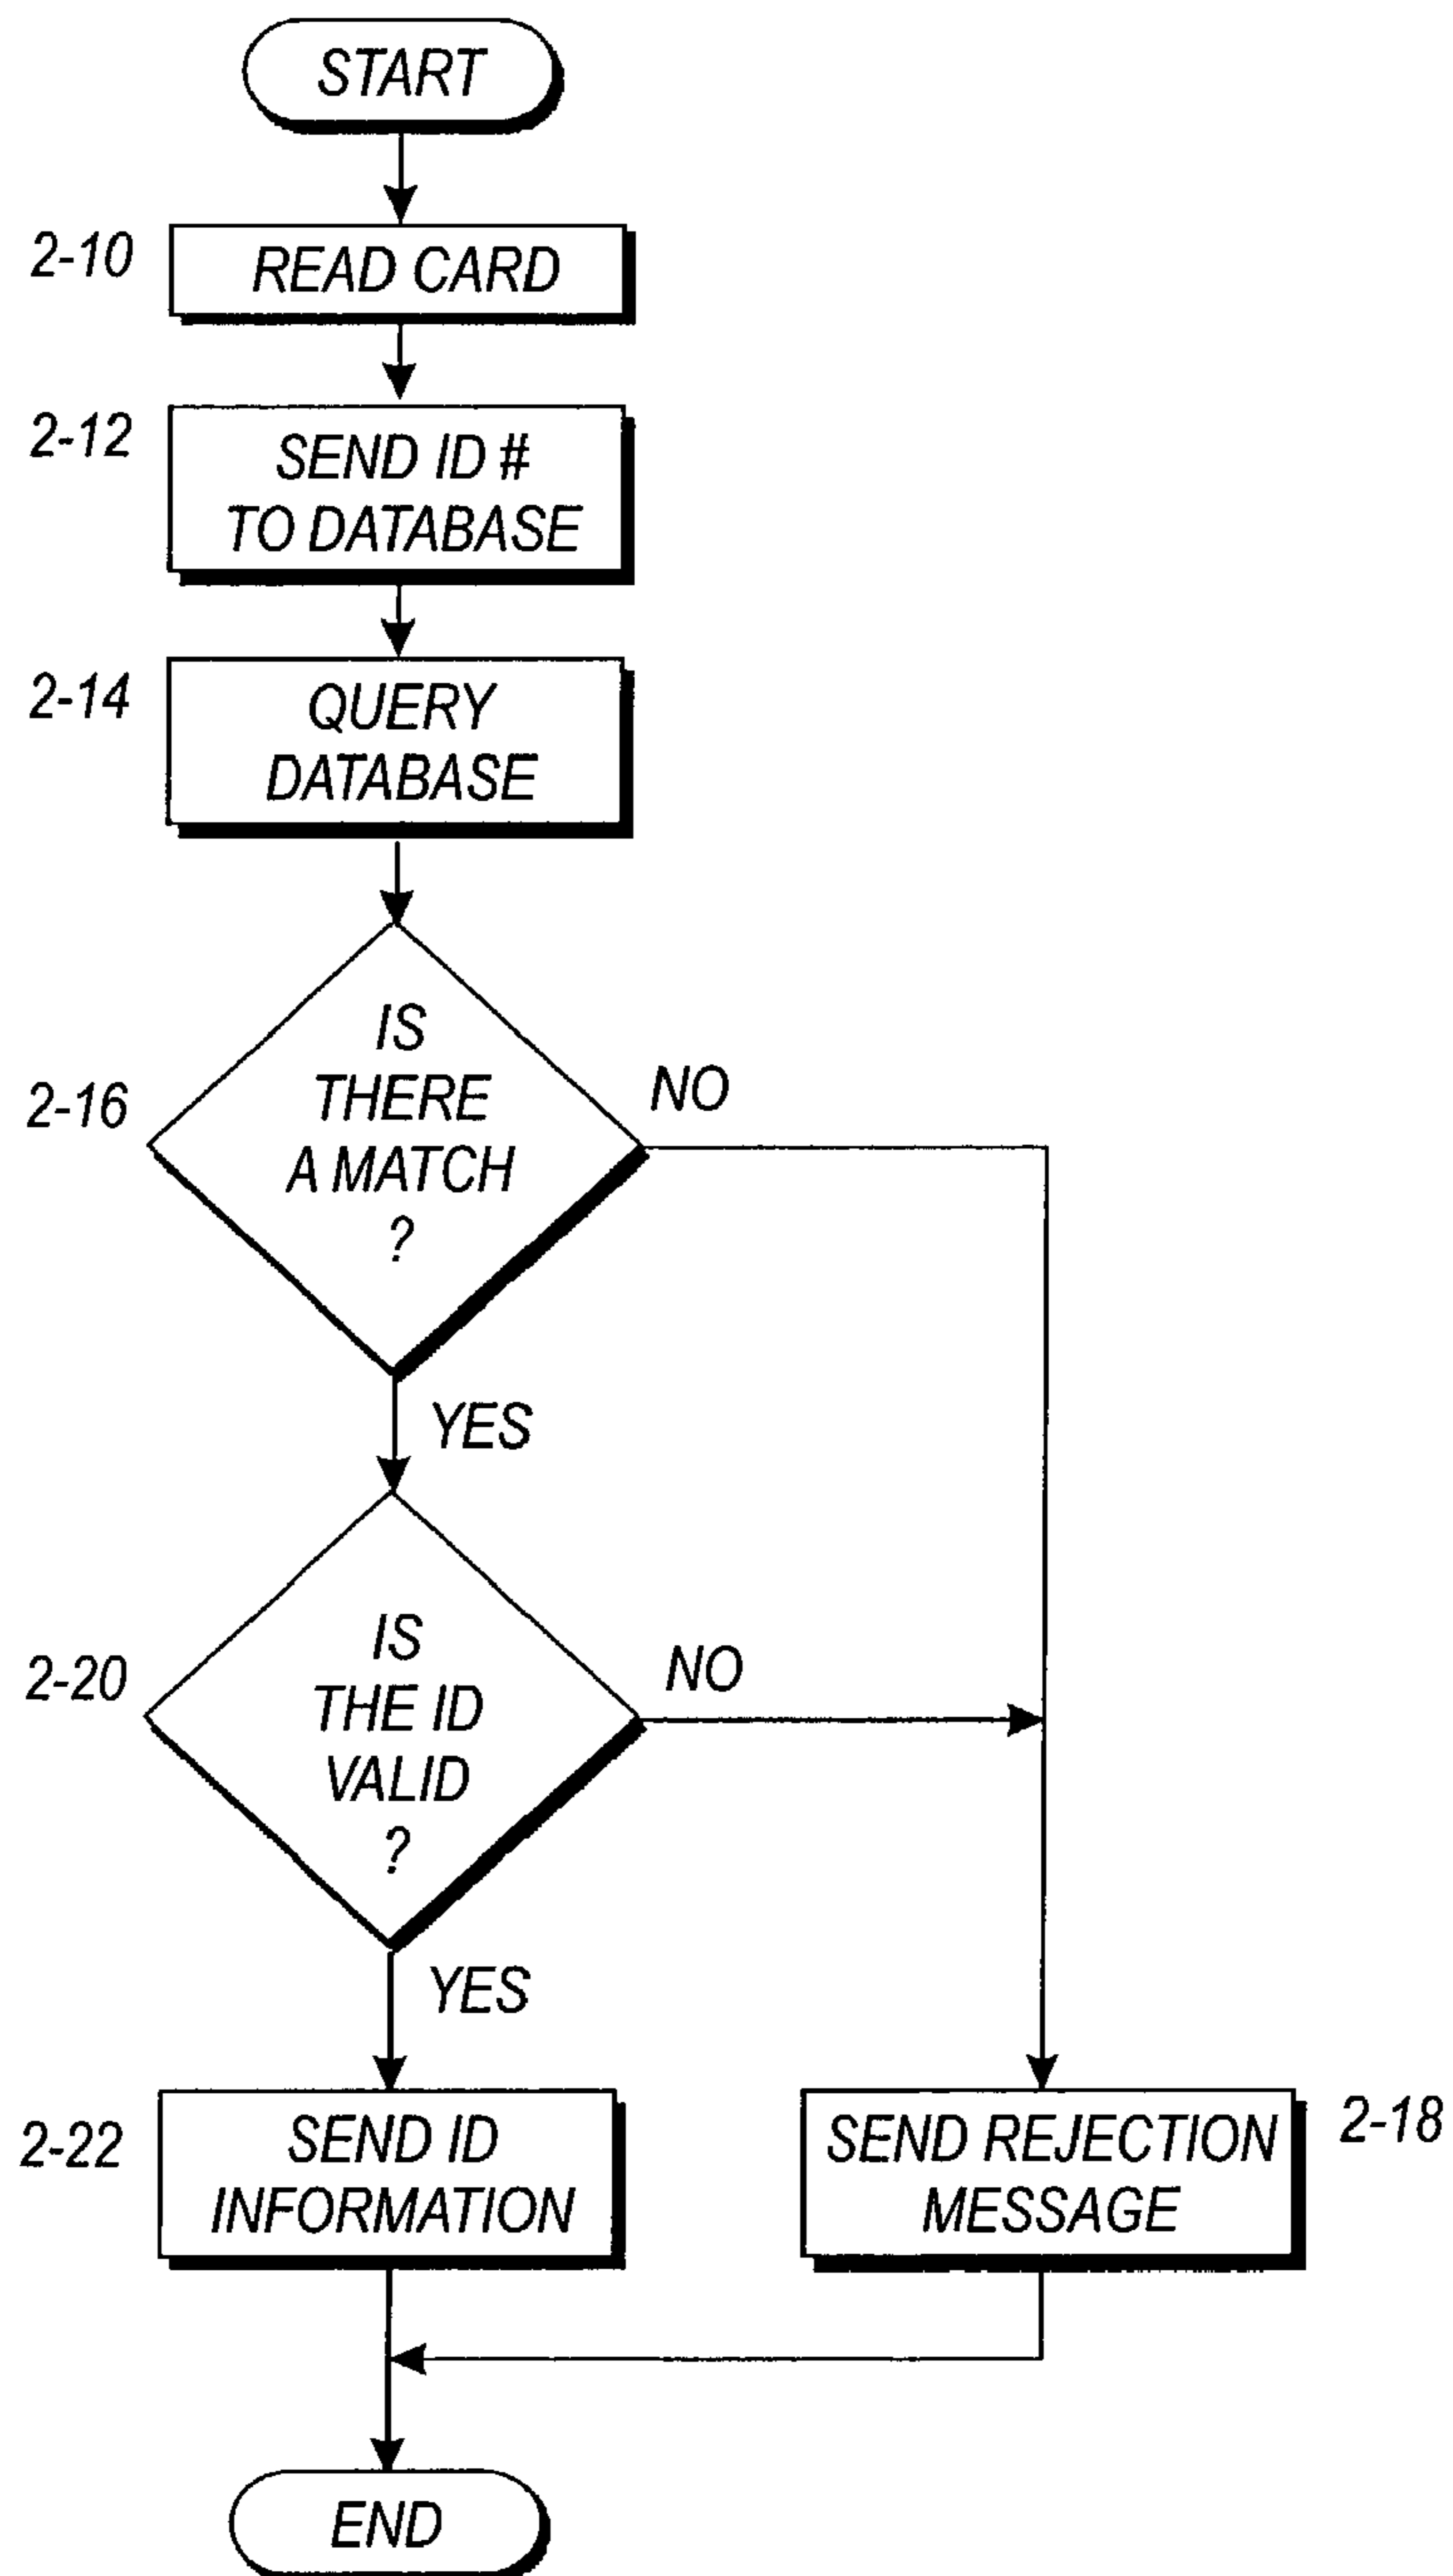 START
2-10
READ CARD
2-12
SEND ID #
TO DATABASE
2-14
QUERY
DATABASE
2-16
IS
THERE
A MATCH
?
NO
YES
2-20
IS
THE ID
VALID
?
NO
YES
2-22
SEND ID
INFORMATION
SEND REJECTION
MESSAGE
2-18
END